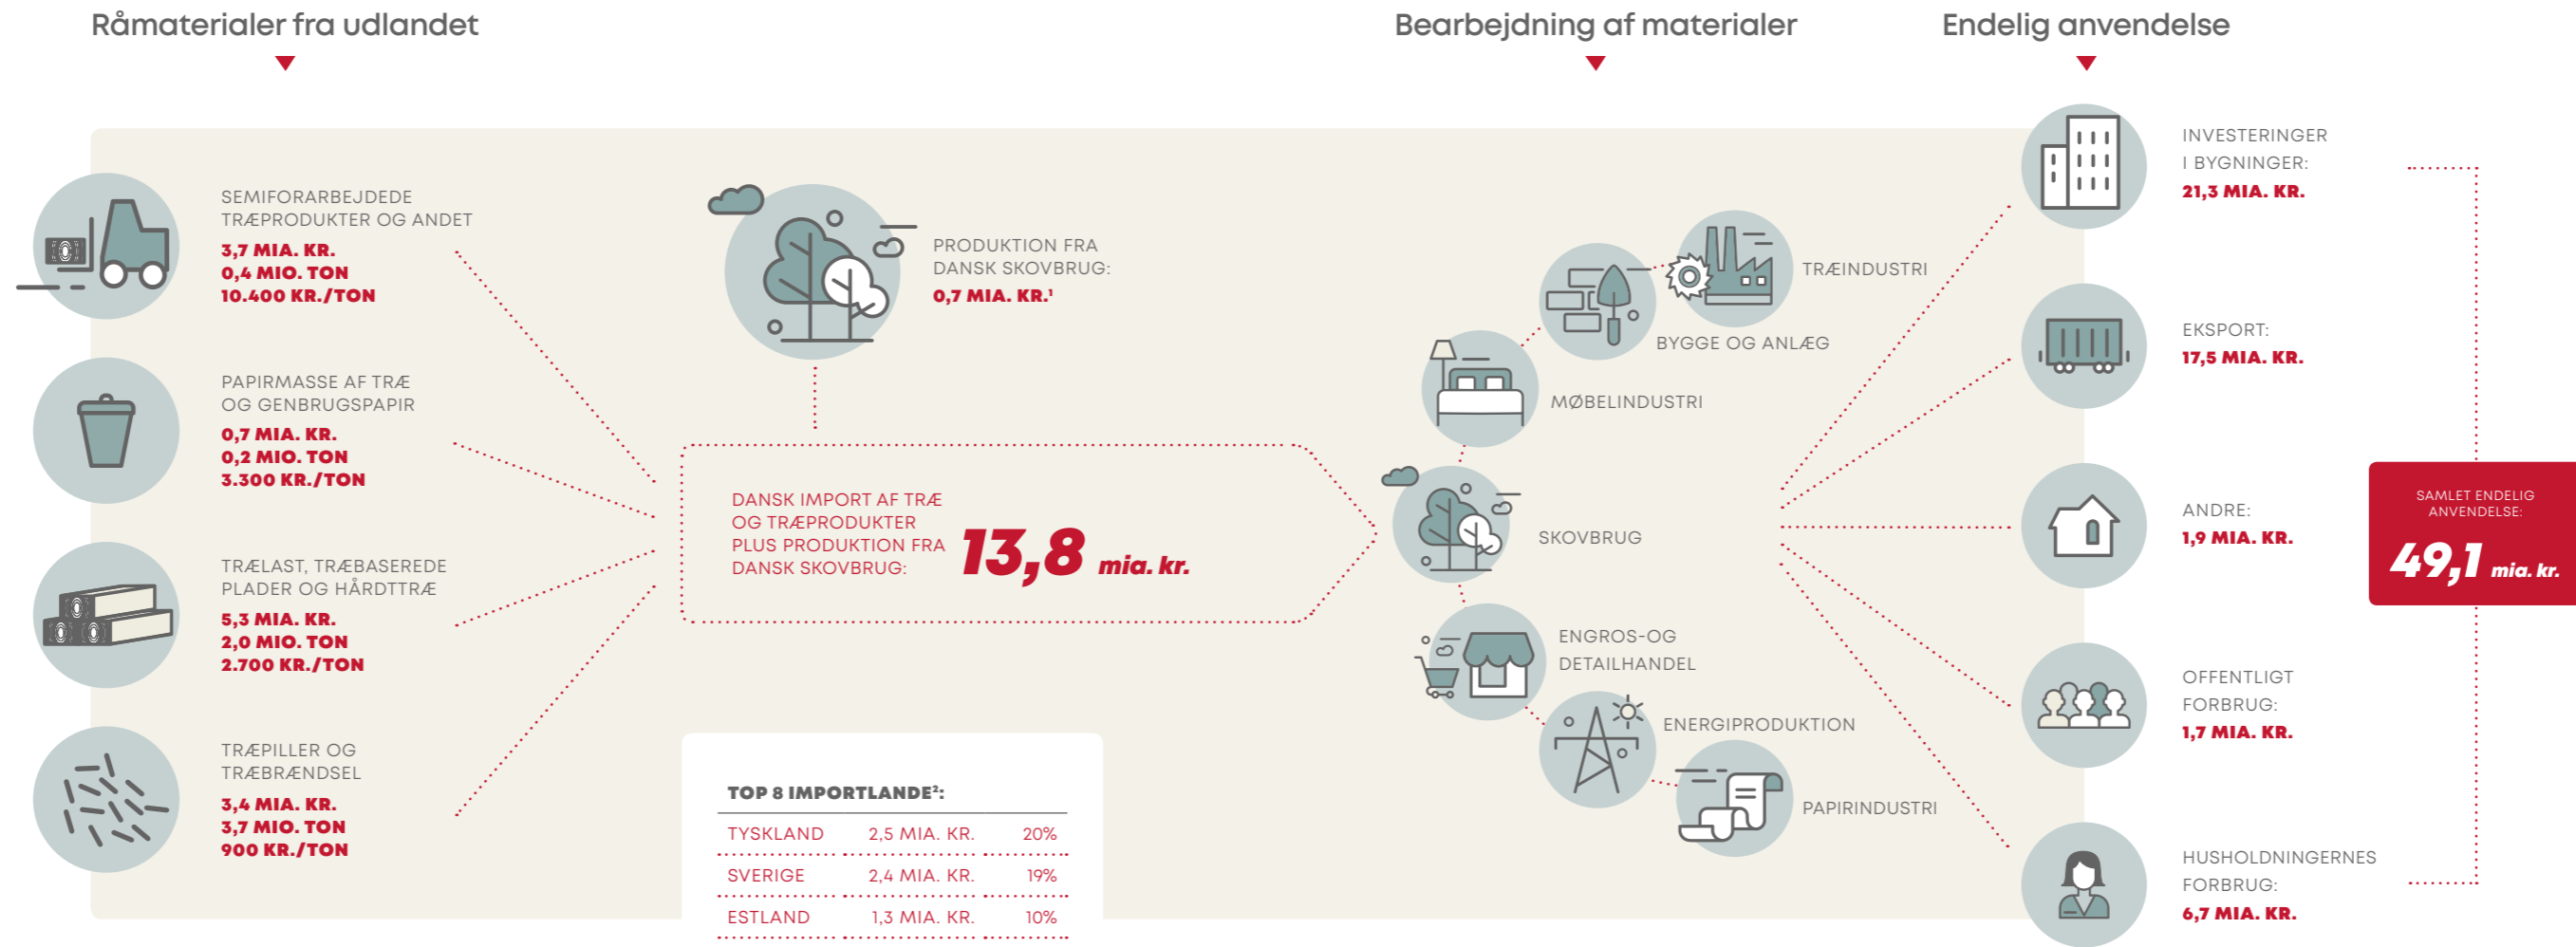 Råmaterialer fra udlandet
Bearbejdning af materialer
Endelig anvendelse
SEMIFORARBEJDEDE
TRÆPRODUKTER OG ANDET
3,7 MIA. KR.
0,4 MIO. TON
10.400 KR./TON
PAPIRMASSE AF TRÆ
OG GENBRUGSPAPIR
0,7 MIA. KR.
0,2 MIO. TON
3.300 KR./TON
TRÆLAST, TRÆBASEREDE
PLADER OG HÅRDTTRÆ
5,3 MIA. KR.
2,0 MIO. TON
2.700 KR./TON
TRÆPILLER OG
TRÆBRÆNDSEL
3,4 MIA. KR.
3,7 MIO. TON
900 KR./TON
PRODUKTION FRA
DANSK SKOVBRUG:
0,7 MIA. KR.¹
DANSK IMPORT AF TRÆ
OG TRÆPRODUKTER
PLUS PRODUKTION FRA
DANSK SKOVBRUG:
13,8 mia. kr.
TOP 8 IMPORTLANDE²:
TYSKLAND 2,5 MIA. KR. 20%
SVERIGE 2,4 MIA. KR. 19%
ESTLAND 1,3 MIA. KR. 10%
TRÆINDUSTRI
BYGGE OG ANLÆG
MØBELINDUSTRI
SKOVBRUG
ENGROS-OG
DETAILHANDEL
ENERGIPRODUKTION
PAPIRINDUSTRI
INVESTERINGER
I BYGNINGER:
21,3 MIA. KR.
EKSPORT:
17,5 MIA. KR.
ANDRE:
1,9 MIA. KR.
OFFENTLIGT
FORBRUG:
1,7 MIA. KR.
HUSHOLDNINGERNES
FORBRUG:
6,7 MIA. KR.
SAMLET ENDELIG
ANVENDELSE:
49,1 mia. kr.